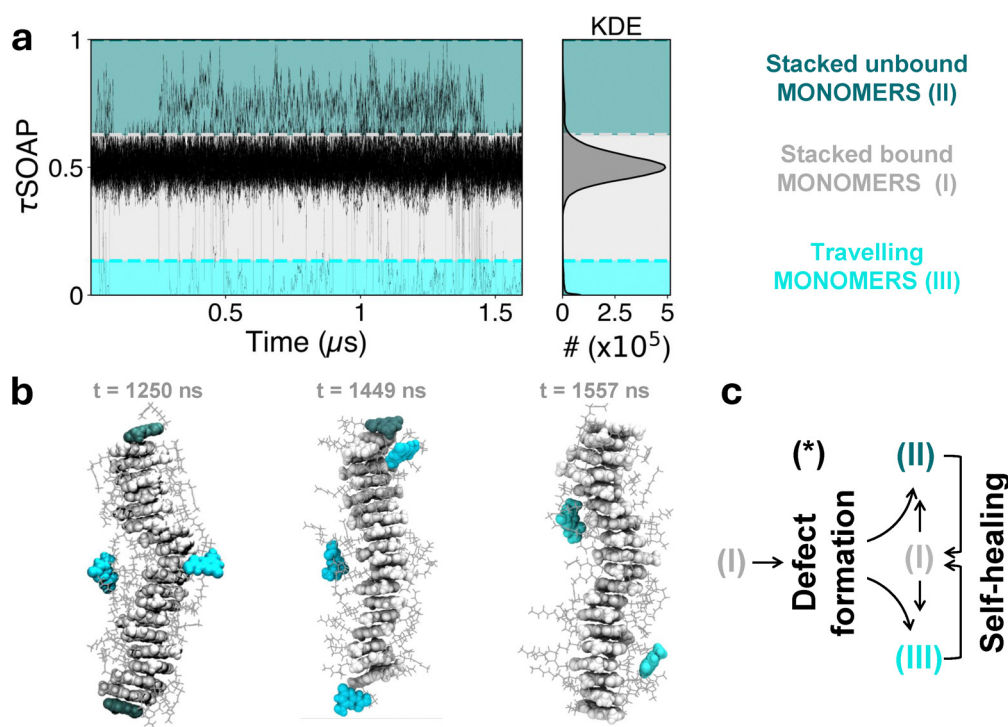 a
KDE
1
0.5
0
τSOAP
0.5
1
1.5
Time (μs)
0
2.5
5
# (x10⁵)
Stacked unbound
MONOMERS (II)
Stacked bound
MONOMERS (I)
Travelling
MONOMERS (III)
b
t = 1250 ns
t = 1449 ns
t = 1557 ns
c
(I)
(*)
Defect
formation
(II)
(I)
(III)
Self-healing